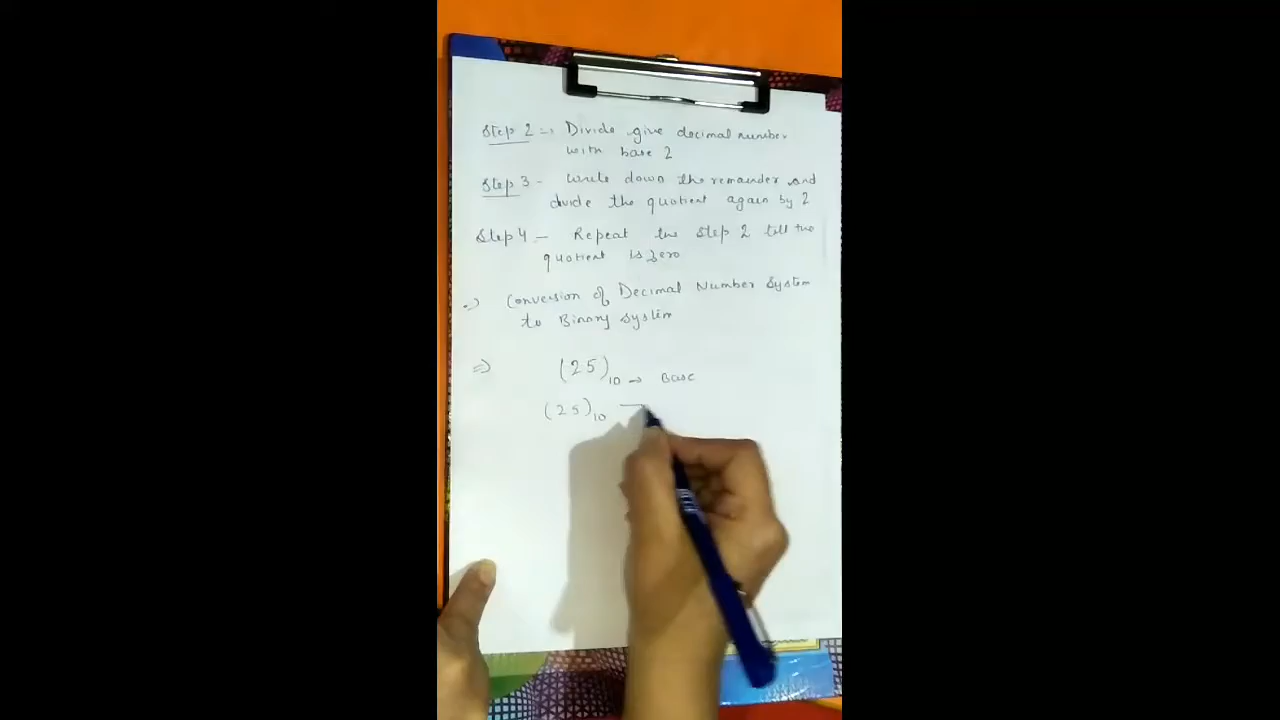 Step 2 :-> Divide give decimal number
with base 2
Step 3 - Write down the remainder and
divide the quotient again by 2
Step 4 - Repeat the step 2 till the
quotient is zero
=> Conversion of Decimal Number System
to Binary System
=> (25)₁₀ → Base
(25)₁₀ —